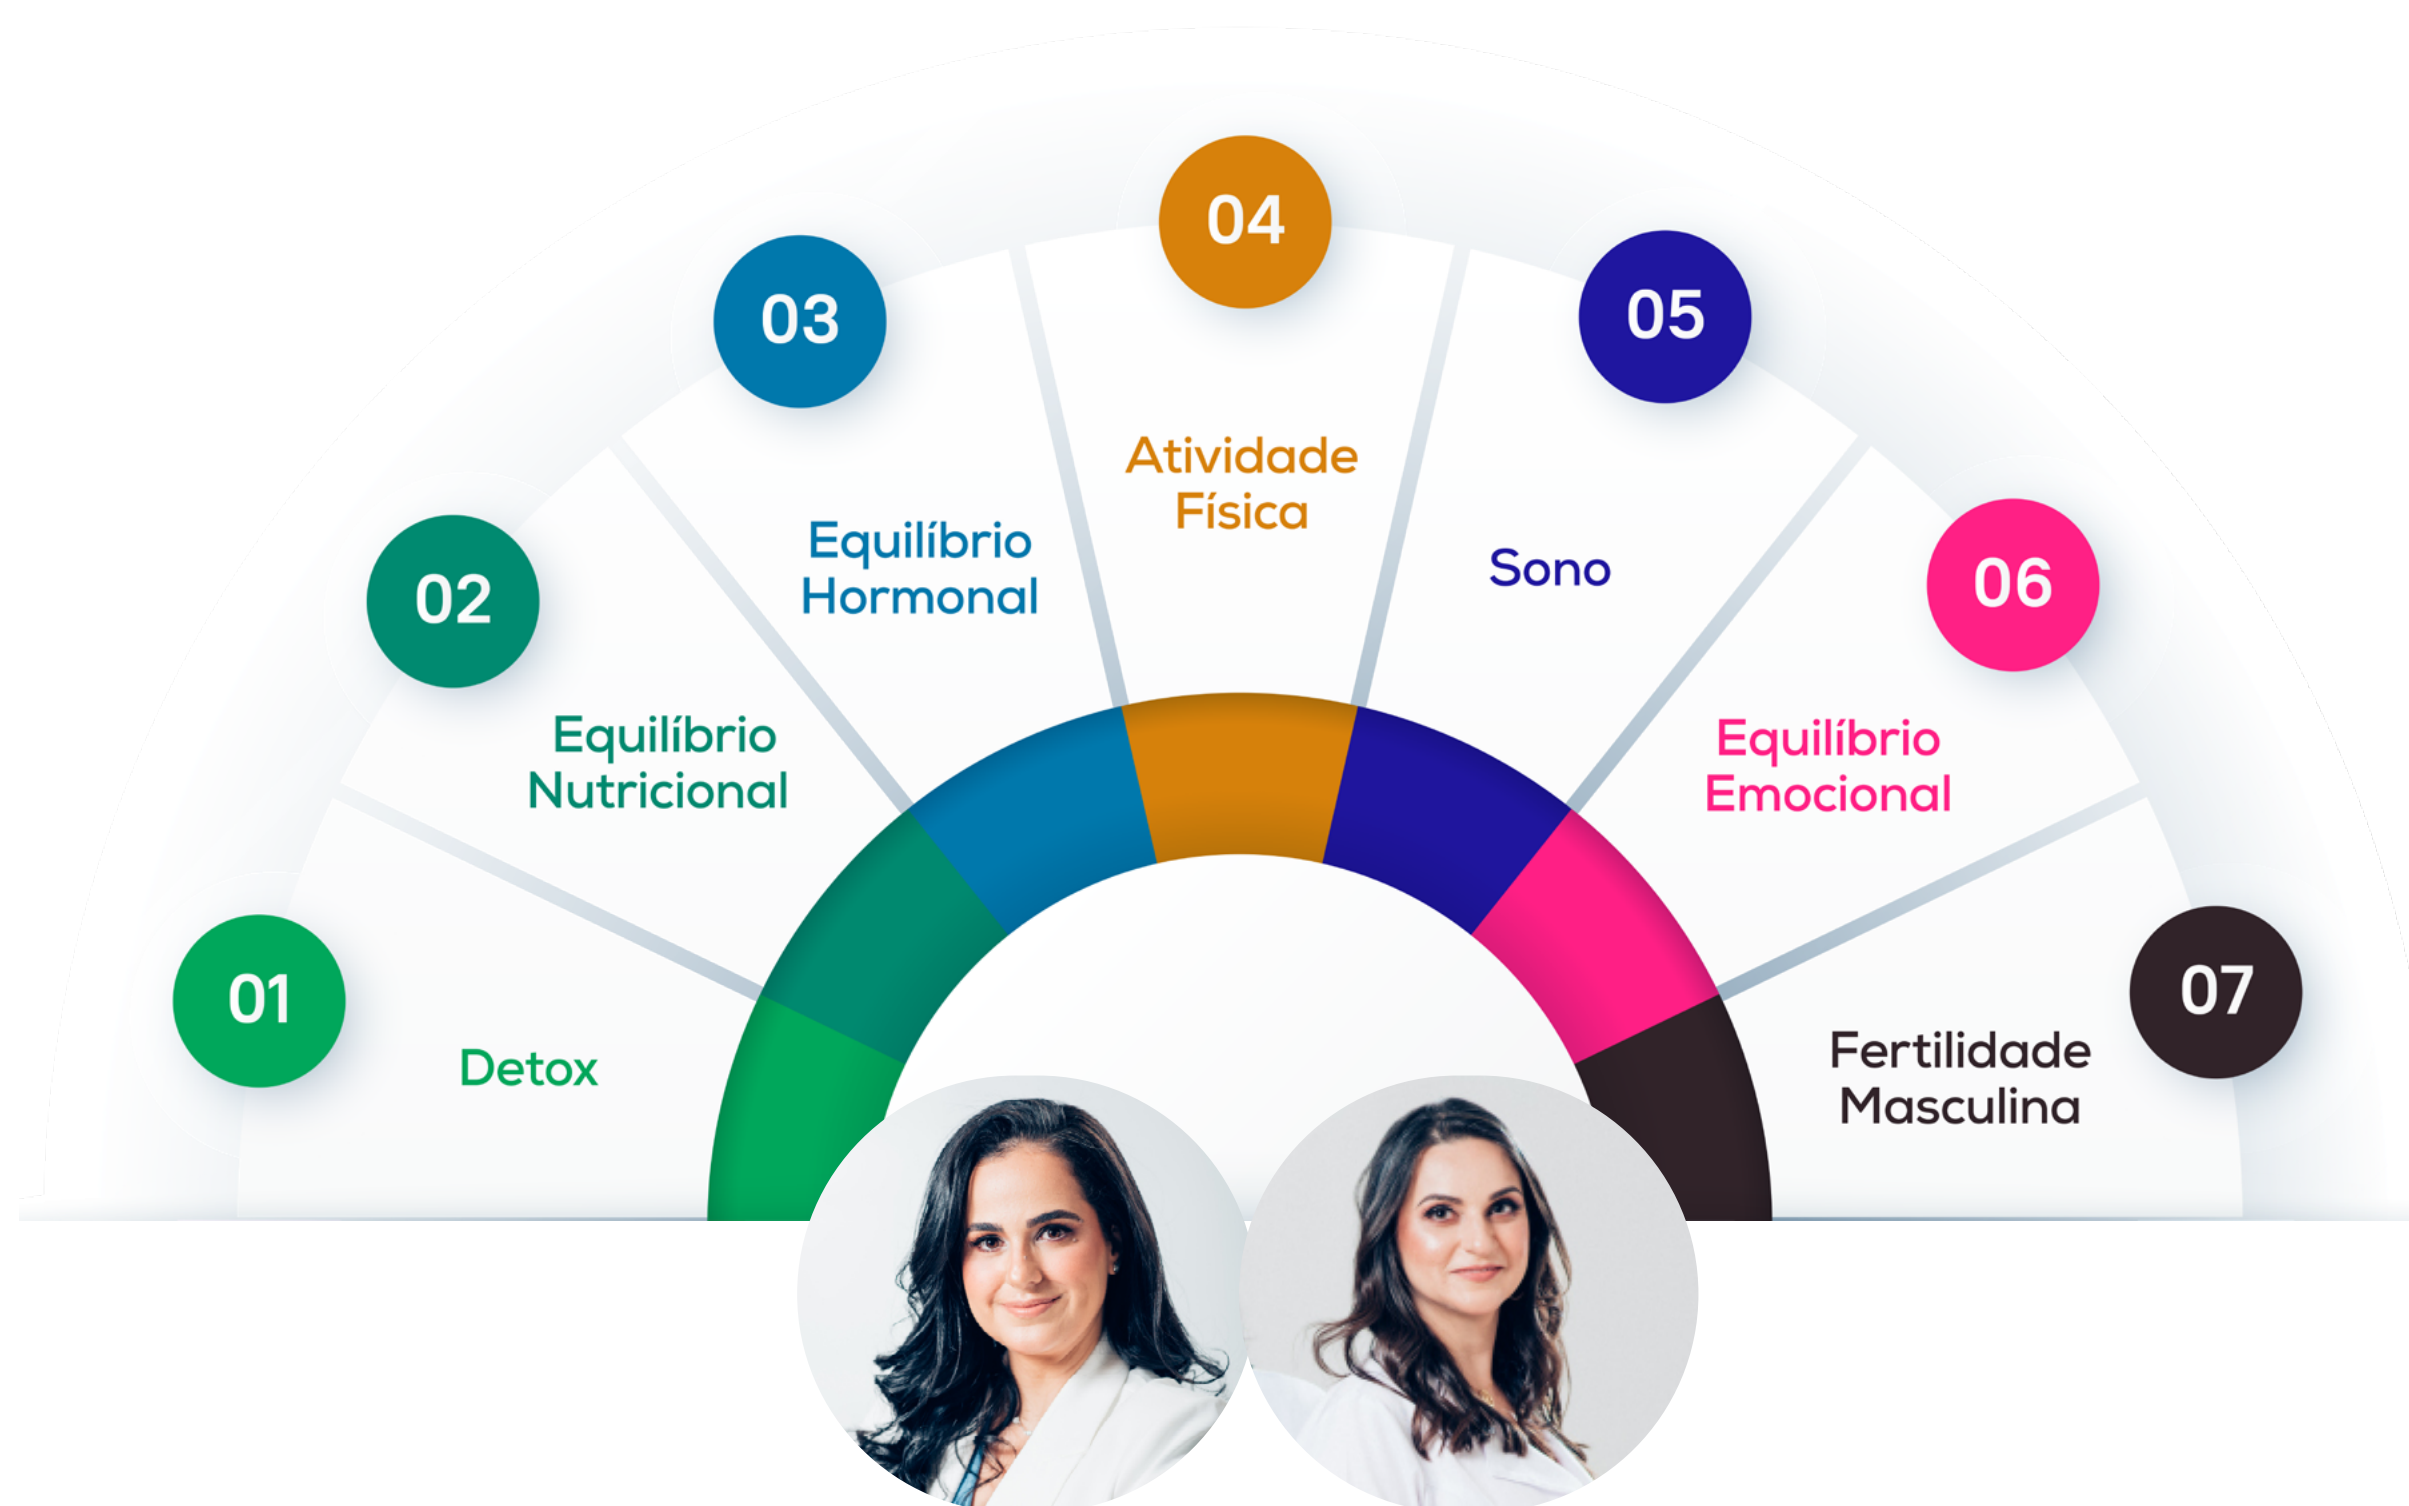 01
Detox
02
Equilíbrio
Nutricional
03
Equilíbrio
Hormonal
04
Atividade
Física
05
Sono
06
Equilíbrio
Emocional
07
Fertilidade
Masculina